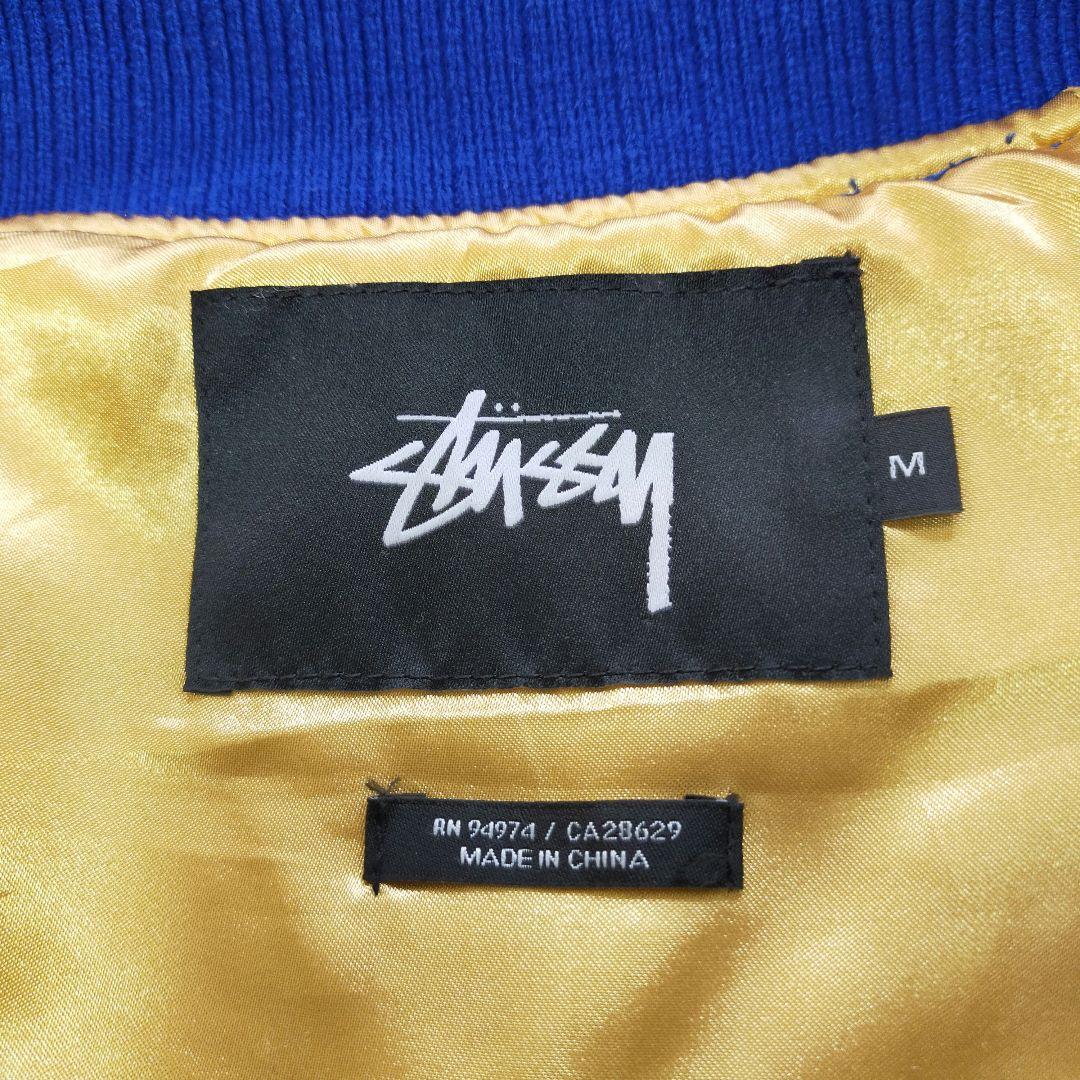 Stüssy
M
RN 94974 / CA28629
MADE IN CHINA